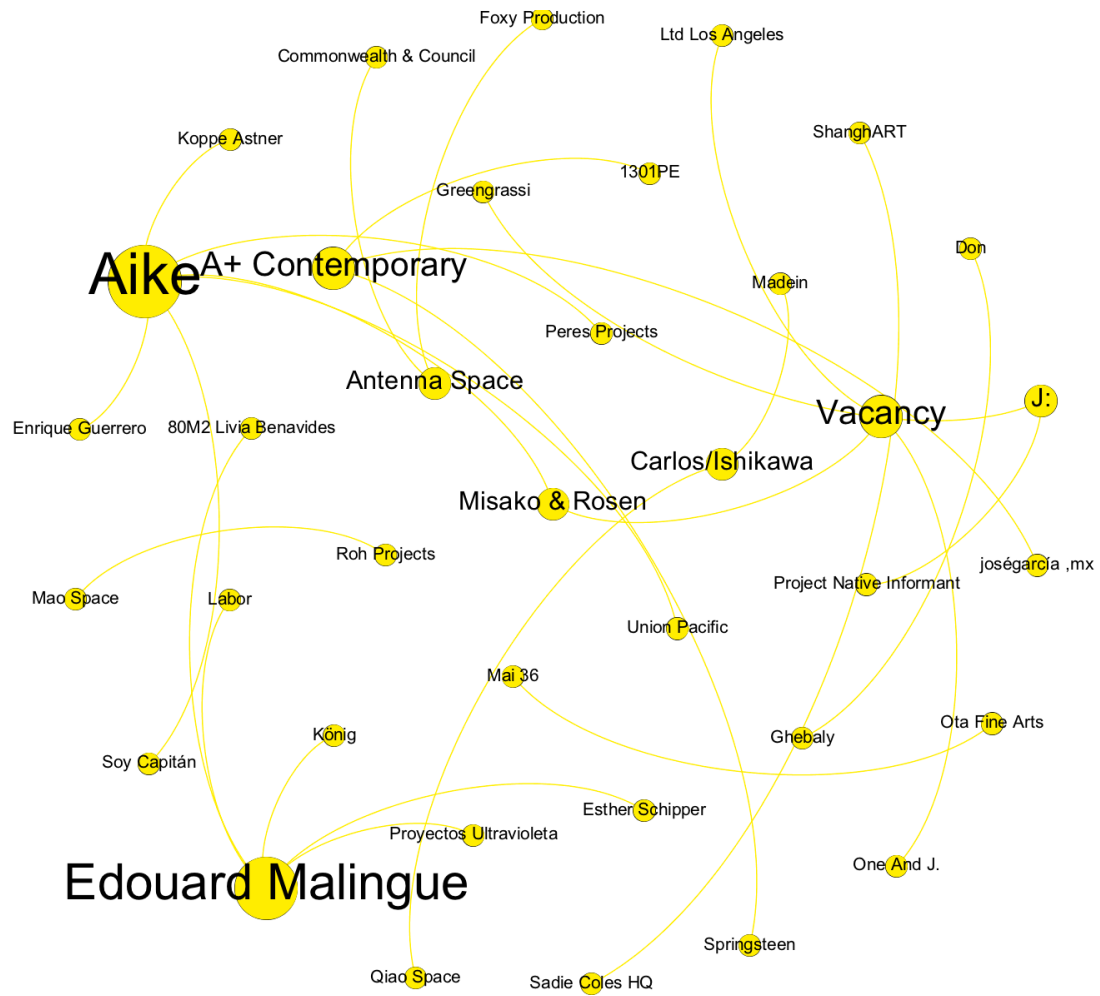 Foxy Production
Ltd Los Angeles
Commonwealth & Council
Koppe Astner
ShanghART
1301PE
Greengrassi
Don
Aike
A+ Contemporary
Madein
Peres Projects
Antenna Space
J:
Vacancy
Enrique Guerrero
80M2 Livia Benavides
Carlos/Ishikawa
Misako & Rosen
Roh Projects
joségarcía ,mx
Project Native Informant
Mao Space
Labor
Union Pacific
Mai 36
Ota Fine Arts
König
Ghebaly
Soy Capitán
Esther Schipper
Proyectos Ultravioleta
One And J.
Edouard Malingue
Springsteen
Qiao Space
Sadie Coles HQ